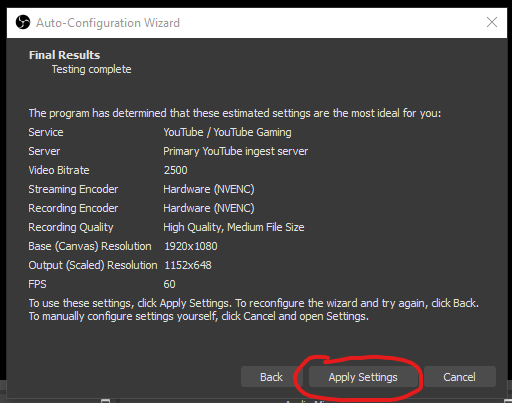 Auto-Configuration Wizard
Final Results
Testing complete
The program has determined that these estimated settings are the most ideal for you:
Service YouTube / YouTube Gaming
Server Primary YouTube ingest server
Video Bitrate 2500
Streaming Encoder Hardware (NVENC)
Recording Encoder Hardware (NVENC)
Recording Quality High Quality, Medium File Size
Base (Canvas) Resolution 1920x1080
Output (Scaled) Resolution 1152x648
FPS 60
To use these settings, click Apply Settings. To reconfigure the wizard and try again, click Back.
To manually configure settings yourself, click Cancel and open Settings.
Back Apply Settings Cancel